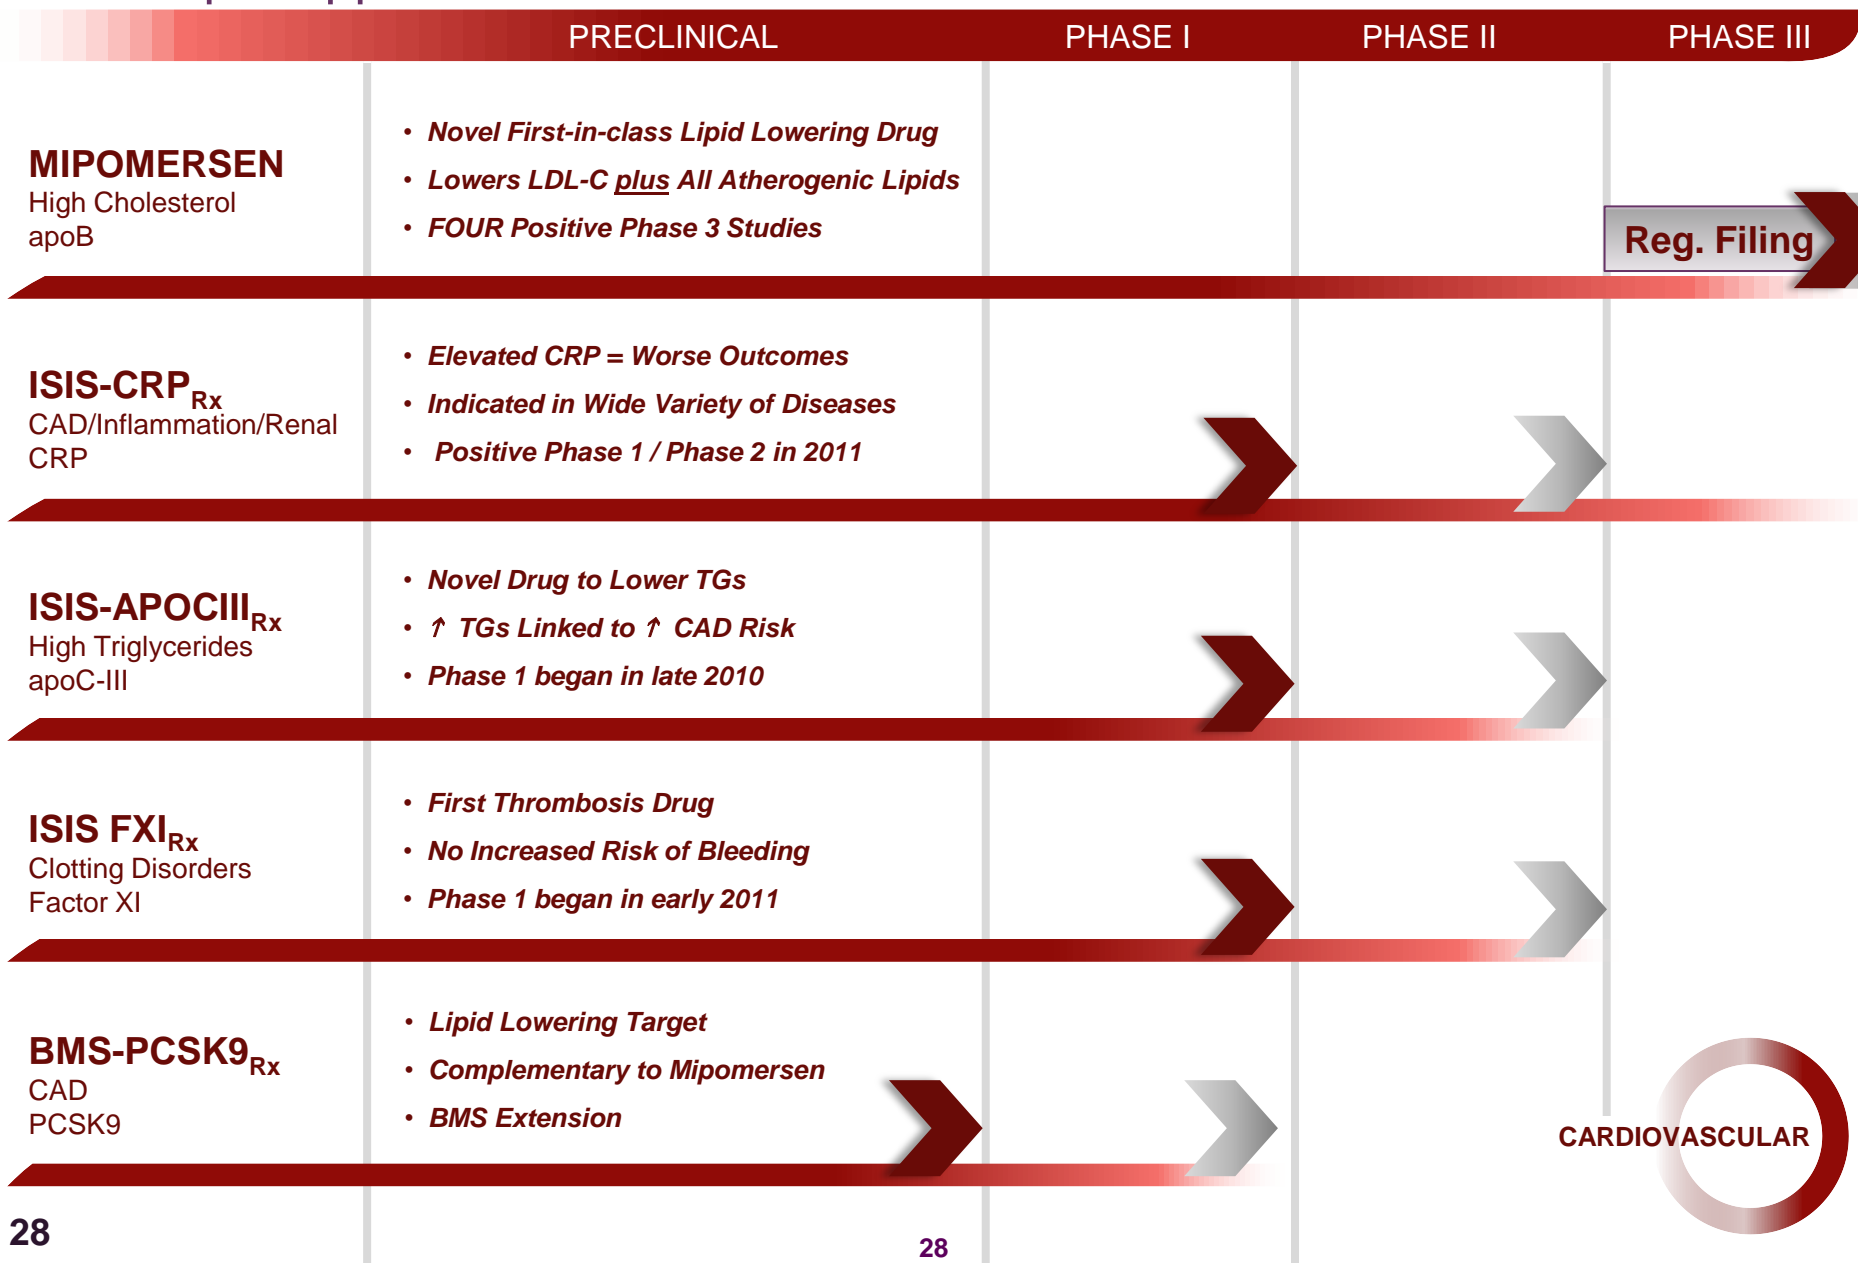 PRECLINICAL PHASE I PHASE II PHASE III
MIPOMERSEN
High Cholesterol
apoB
• Novel First-in-class Lipid Lowering Drug
• Lowers LDL-C plus All Atherogenic Lipids
• FOUR Positive Phase 3 Studies
Reg. Filing
ISIS-CRPRx
CAD/Inflammation/Renal
CRP
• Elevated CRP = Worse Outcomes
• Indicated in Wide Variety of Diseases
• Positive Phase 1 / Phase 2 in 2011
ISIS-APOCIIIRx
High Triglycerides
apoC-III
• Novel Drug to Lower TGs
• ↑ TGs Linked to ↑ CAD Risk
• Phase 1 began in late 2010
ISIS FXIRx
Clotting Disorders
Factor XI
• First Thrombosis Drug
• No Increased Risk of Bleeding
• Phase 1 began in early 2011
BMS-PCSK9Rx
CAD
PCSK9
• Lipid Lowering Target
• Complementary to Mipomersen
• BMS Extension
CARDIOVASCULAR
28
28